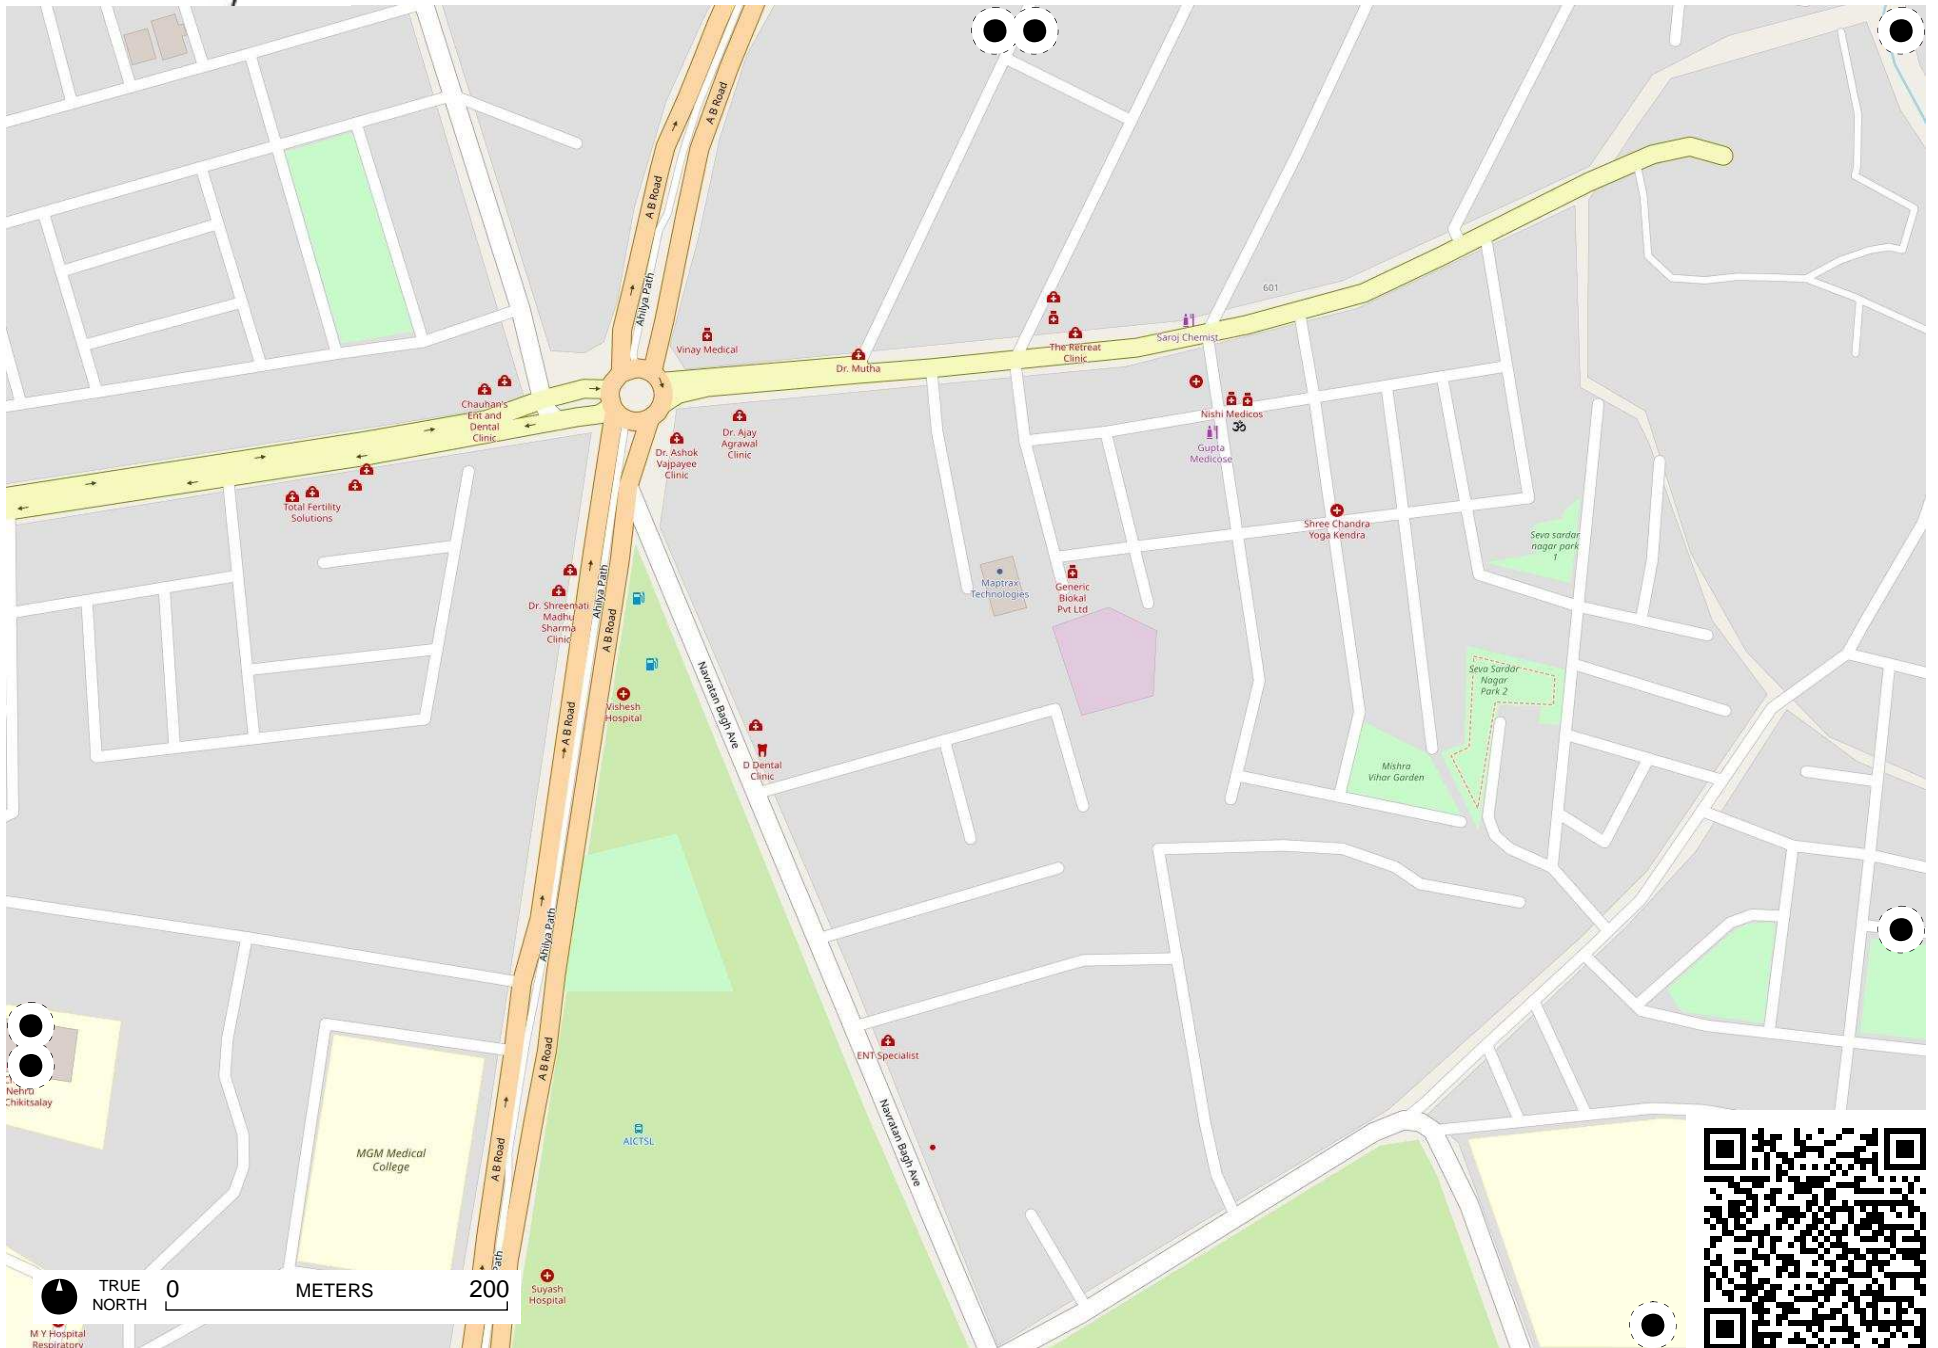 A B Road
A B Road
Ahilya Path
601
Vinay Medical
Dr. Mutha
The Retreat
Clinic
Saroj Chemist
Chauhan's
Ent and
Dental
Clinic
Dr. Ajay
Agrawal
Clinic
Dr. Ashok
Vajpayee
Clinic
Nishi Medicos
ॐ
Gupta
Medicose
Total Fertility
Solutions
Shree Chandra
Yoga Kendra
Seva sardar
nagar park
1
Maptrax
Technologies
Generic
Biokal
Pvt Ltd
Dr. Shreemati
Madhu
Sharma
Clinic
Ahilya Path
A B Road
Vishesh
Hospital
A B Road
Navratan Bagh Ave
Seva Sardar
Nagar
Park 2
D Dental
Clinic
Mishra
Vihar Garden
Ahilya Path
A B Road
ENT Specialist
Nehru
Chikitsalay
AICTSL
Navratan Bagh Ave
MGM Medical
College
A B Road
Path
Suyash
Hospital
TRUE
NORTH
0 METERS 200
M Y Hospital
Respiratory